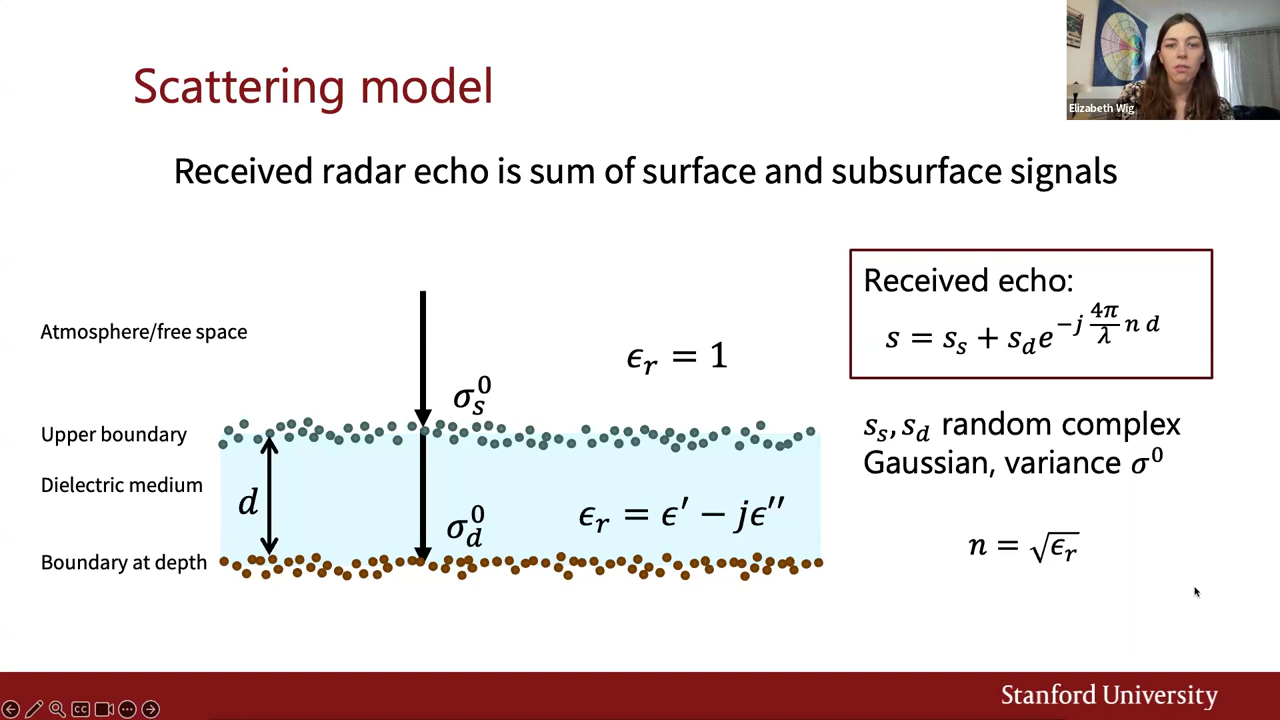 Elizabeth Wig
Scattering model
Received radar echo is sum of surface and subsurface signals
Received echo:
s = s_s + s_d e^{-j \frac{4π}{λ} n d}
Atmosphere/free space
ϵ_r = 1
σ_s^0
s_s, s_d random complex
Gaussian, variance σ^0
Upper boundary
Dielectric medium
d
ϵ_r = ϵ′ − jϵ″
σ_d^0
n = √ϵ_r
Boundary at depth
CC
Stanford University